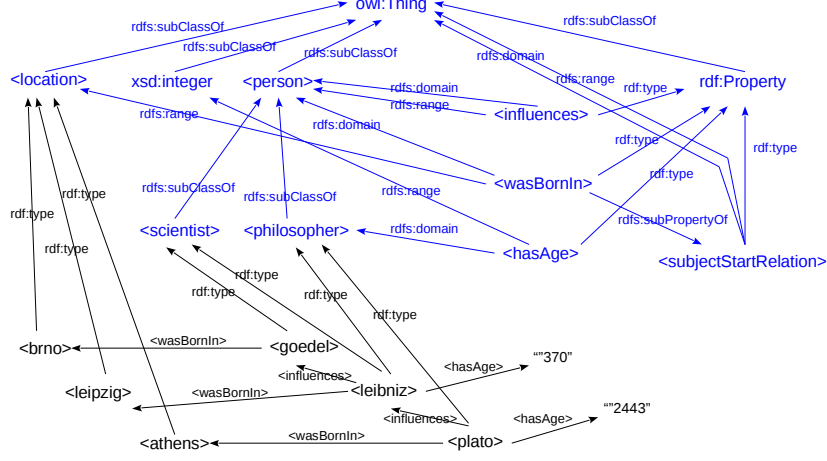 owl:Thing
rdfs:subClassOf
rdfs:subClassOf
rdfs:subClassOf
rdfs:subClassOf
rdfs:domain
rdfs:range
<location>
xsd:integer
<person>
rdf:Property
rdfs:domain
rdfs:range
rdf:type
<influences>
rdfs:range
rdfs:domain
rdf:type
rdf:type
rdf:type
<wasBornIn>
rdfs:subClassOf
rdfs:subClassOf
rdfs:range
rdf:type
rdf:type
rdfs:subPropertyOf
<scientist>
<philosopher>
rdfs:domain
<hasAge>
<subjectStartRelation>
rdf:type
rdf:type
rdf:type
rdf:type
<brno>
<wasBornIn>
<goedel>
<hasAge>
“”370”
<influences>
<leipzig>
<wasBornIn>
<leibniz>
“”2443”
<influences>
<hasAge>
<athens>
<wasBornIn>
<plato>